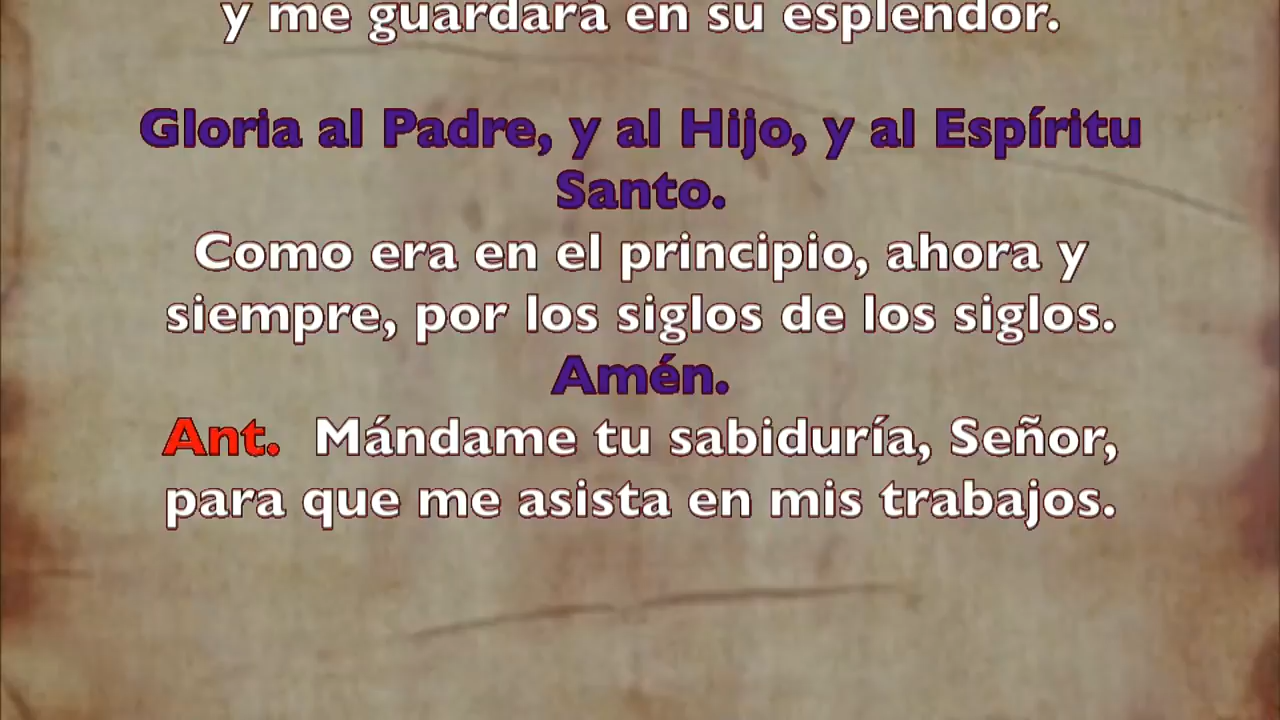 y me guardará en su esplendor.
Gloria al Padre, y al Hijo, y al Espíritu
Santo.
Como era en el principio, ahora y
siempre, por los siglos de los siglos.
Amén.
Ant. Mándame tu sabiduría, Señor,
para que me asista en mis trabajos.